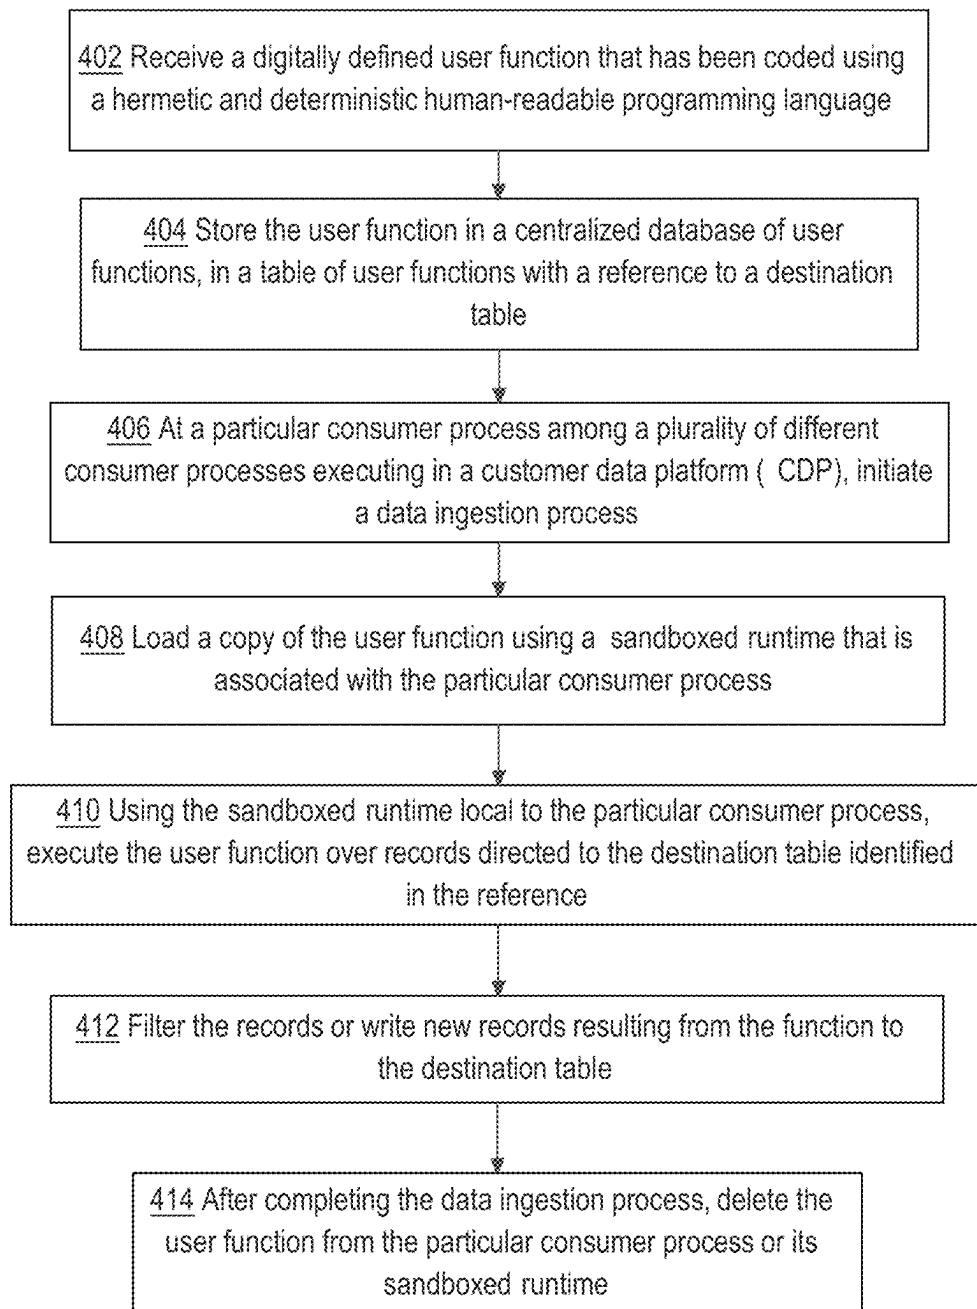 402 Receive a digitally defined user function that has been coded using
a hermetic and deterministic human-readable programming language
404 Store the user function in a centralized database of user
functions, in a table of user functions with a reference to a destination
table
406 At a particular consumer process among a plurality of different
consumer processes executing in a customer data platform ( CDP), initiate
a data ingestion process
408 Load a copy of the user function using a sandboxed runtime that is
associated with the particular consumer process
410 Using the sandboxed runtime local to the particular consumer process,
execute the user function over records directed to the destination table identified
in the reference
412 Filter the records or write new records resulting from the function to
the destination table
414 After completing the data ingestion process, delete the
user function from the particular consumer process or its
sandboxed runtime